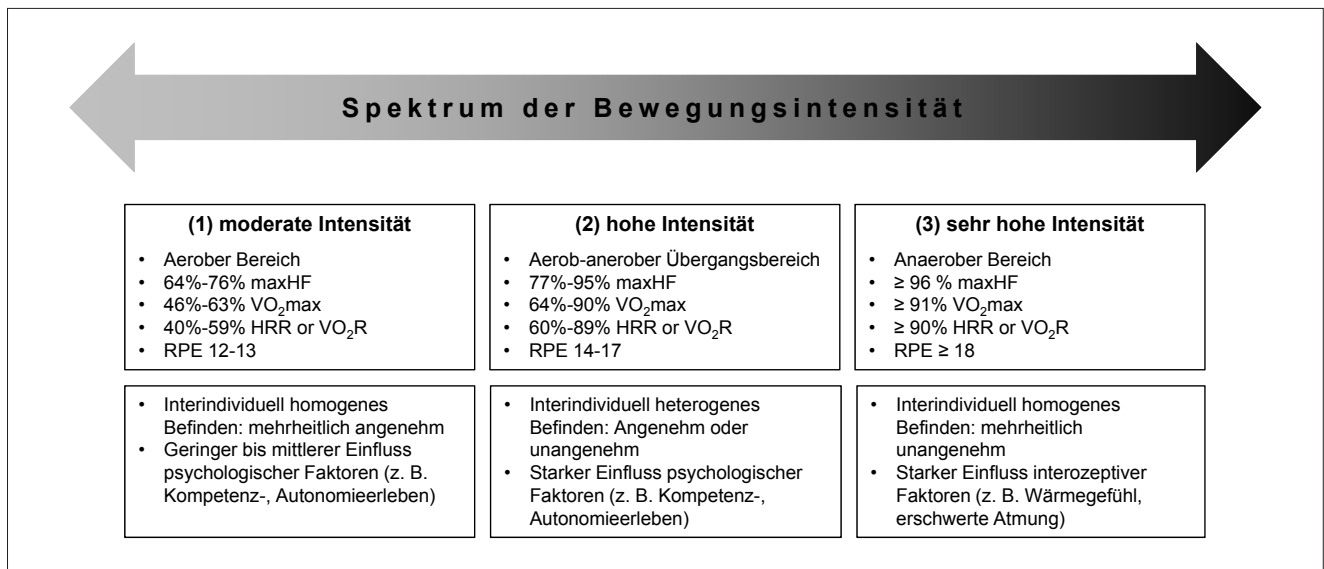 Spektrum der Bewegungsintensität
(1) moderate Intensität
• Aerober Bereich
• 64%-76% maxHF
• 46%-63% VO₂max
• 40%-59% HRR or VO₂R
• RPE 12-13
(2) hohe Intensität
• Aerob-anerober Übergangsbereich
• 77%-95% maxHF
• 64%-90% VO₂max
• 60%-89% HRR or VO₂R
• RPE 14-17
(3) sehr hohe Intensität
• Anaerober Bereich
• ≥ 96 % maxHF
• ≥ 91% VO₂max
• ≥ 90% HRR or VO₂R
• RPE ≥ 18
• Interindividuell homogenes
Befinden: mehrheitlich angenehm
• Geringer bis mittlerer Einfluss
psychologischer Faktoren (z. B.
Kompetenz-, Autonomieerleben)
• Interindividuell heterogenes
Befinden: Angenehm oder
unangenehm
• Starker Einfluss psychologischer
Faktoren (z. B. Kompetenz-,
Autonomieerleben)
• Interindividuell homogenes
Befinden: mehrheitlich
unangenehm
• Starker Einfluss interozeptiver
Faktoren (z. B. Wärmegefühl,
erschwerte Atmung)